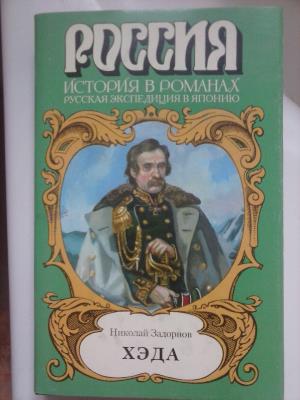 РОССИЯ
ИСТОРИЯ В РОМАНАХ
РУССКАЯ ЭКСПЕДИЦИЯ В ЯПОНИЮ
Николай Задорнов
ХЭДА